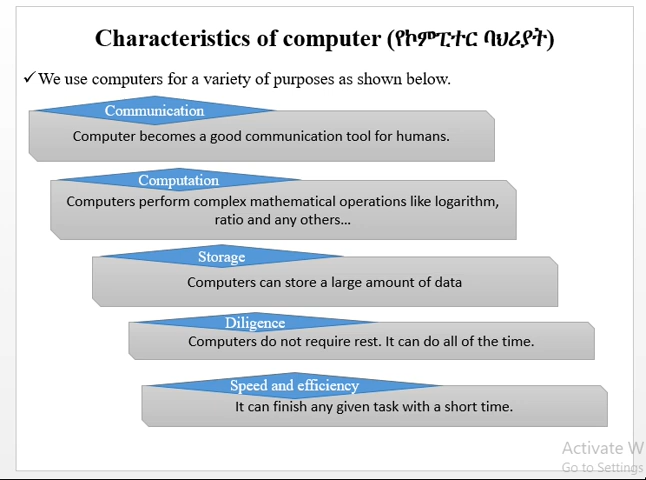 Characteristics of computer (የኮምፒተር ባህሪያት)
✓We use computers for a variety of purposes as shown below.
Communication
Computer becomes a good communication tool for humans.
Computation
Computers perform complex mathematical operations like logarithm,
ratio and any others...
Storage
Computers can store a large amount of data
Diligence
Computers do not require rest. It can do all of the time.
Speed and efficiency
It can finish any given task with a short time.
Activate W
Go to Settings